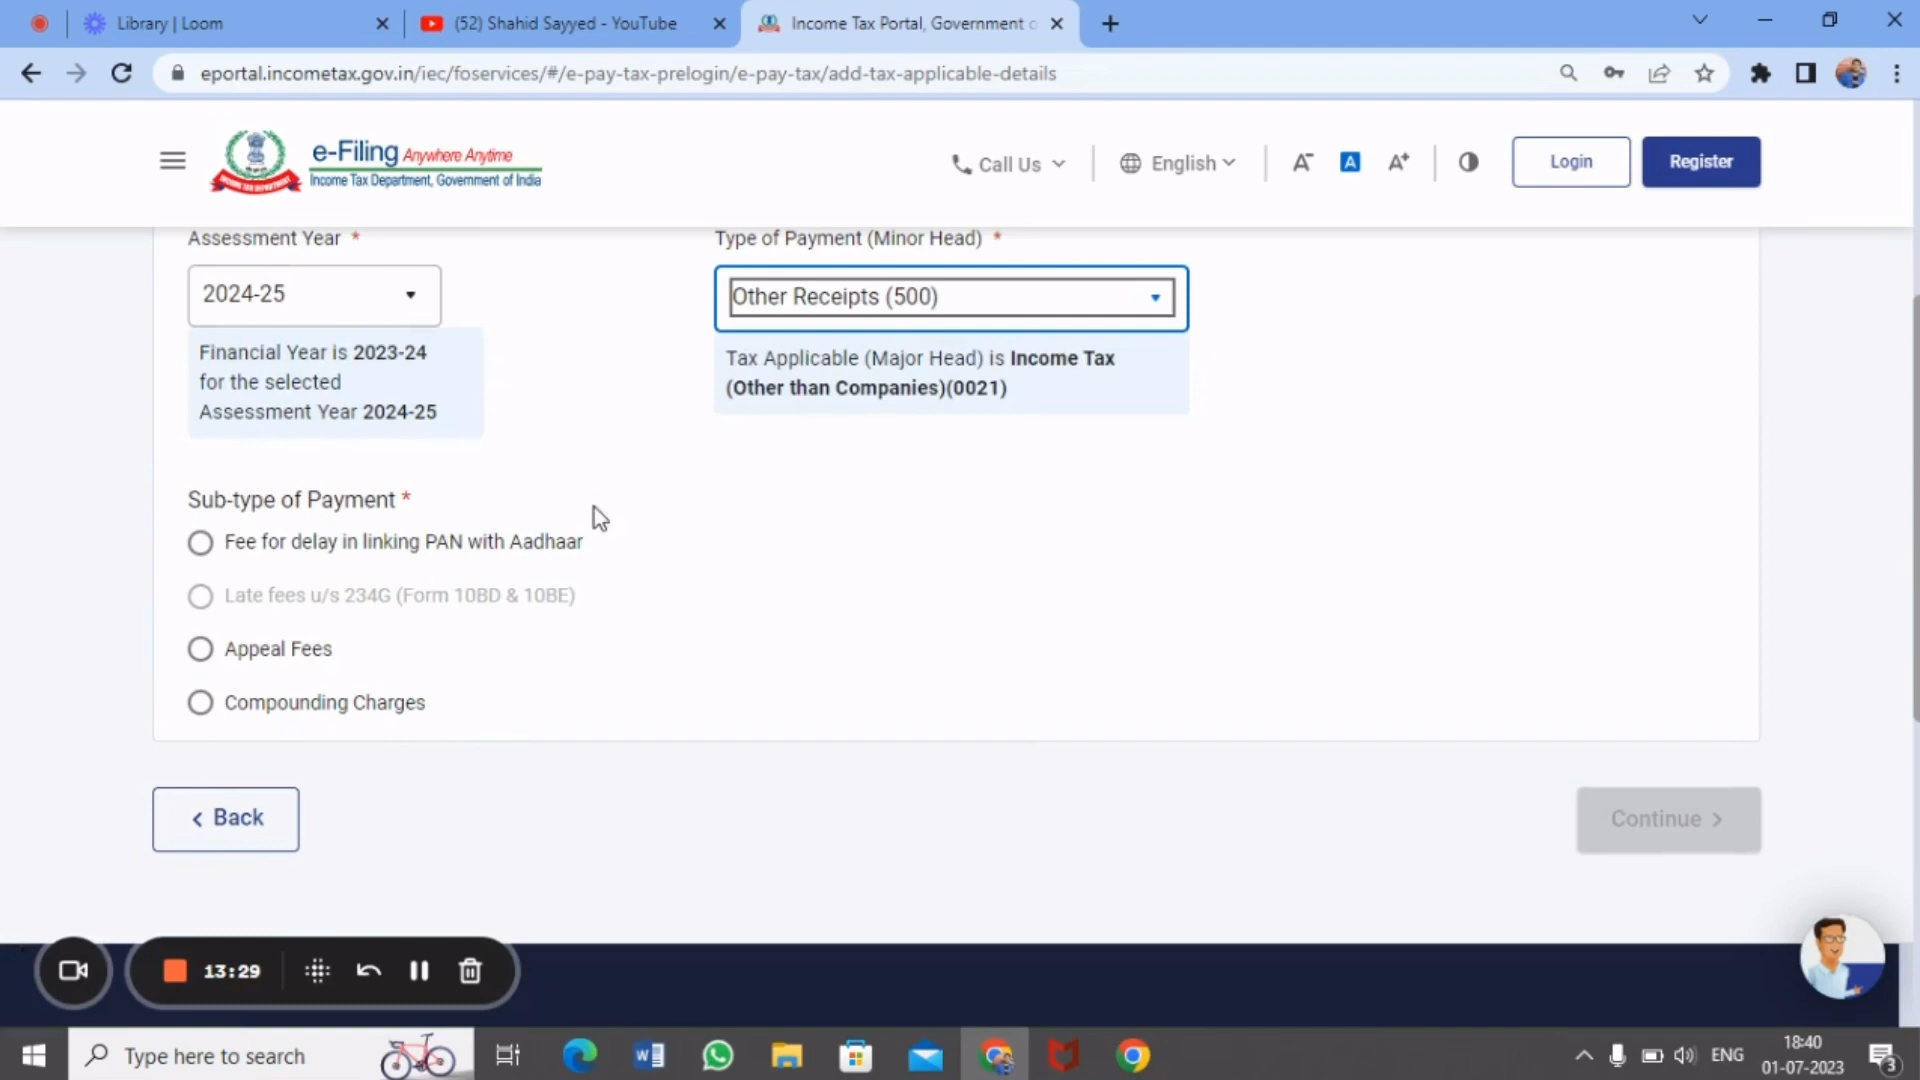 Library | Loom
(52) Shahid Sayyed - YouTube
Income Tax Portal, Government o
eportal.incometax.gov.in/iec/foservices/#/e-pay-tax-prelogin/e-pay-tax/add-tax-applicable-details
e-Filing Anywhere Anytime
Income Tax Department, Government of India
INCOME TAX DEPARTMENT
Call Us
English
A-
A
A+
Login
Register
Assessment Year *
Type of Payment (Minor Head) *
2024-25
Other Receipts (500)
Financial Year is 2023-24
for the selected
Assessment Year 2024-25
Tax Applicable (Major Head) is Income Tax
(Other than Companies)(0021)
Sub-type of Payment *
Fee for delay in linking PAN with Aadhaar
Late fees u/s 234G (Form 10BD & 10BE)
Appeal Fees
Compounding Charges
< Back
Continue >
13:29
Type here to search
ENG
18:40
01-07-2023
3